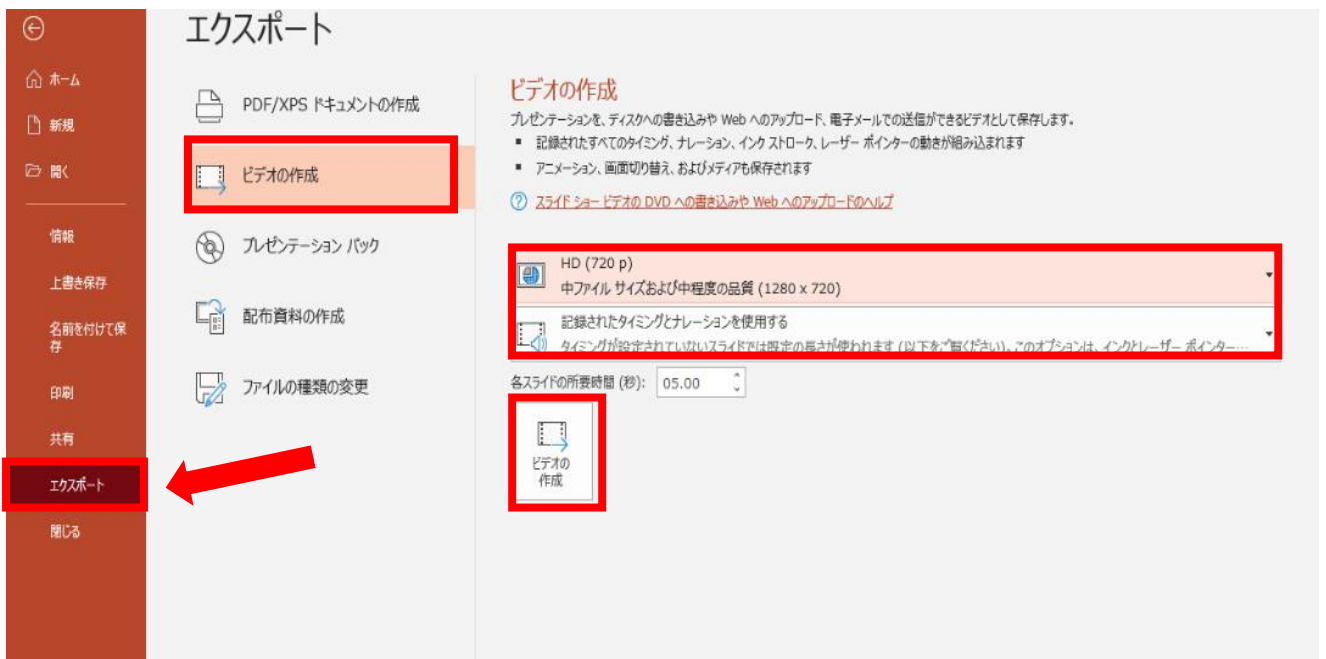 エクスポート
ホーム
新規
開く
情報
上書き保存
名前を付けて保
存
印刷
共有
エクスポート
閉じる
PDF/XPS ドキュメントの作成
ビデオの作成
プレゼンテーション パック
配布資料の作成
ファイルの種類の変更
ビデオの作成
プレゼンテーションを、ディスクへの書き込みや Web へのアップロード、電子メールでの送信ができるビデオとして保存します。
▪ 記録されたすべてのタイミング、ナレーション、インク ストローク、レーザー ポインターの動きが組み込まれます
▪ アニメーション、画面切り替え、およびメディアも保存されます
? スライド ショー ビデオの DVD への書き込みや Web へのアップロードのヘルプ
HD (720 p)
中ファイル サイズおよび中程度の品質 (1280 x 720)
記録されたタイミングとナレーションを使用する
タイミングが設定されていないスライドでは既定の長さが使われます (以下をご覧ください)。このオプションは、インクとレーザー ポインター…
各スライドの所要時間 (秒): 05.00
ビデオの
作成